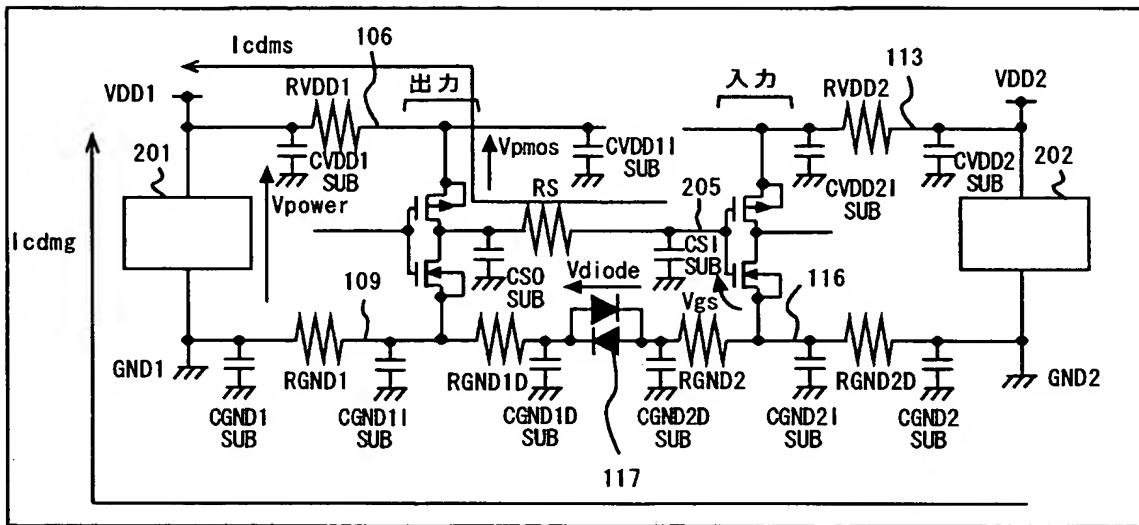 Icdms
106
出力
入力
113
VDD1
RVDD1
RVDD2
VDD2
201
CVDD1
SUB
Vpmos
CVDD1I
SUB
CVDD2I
SUB
CVDD2
SUB
202
Vpower
RS
205
Icdmg
CSO
SUB
CSI
SUB
Vdiode
Vgs
109
116
GND1
RGND1
RGND1D
RGND2
RGND2D
GND2
CGND1
SUB
CGND1I
SUB
CGND1D
SUB
CGND2D
SUB
CGND2I
SUB
CGND2
SUB
117